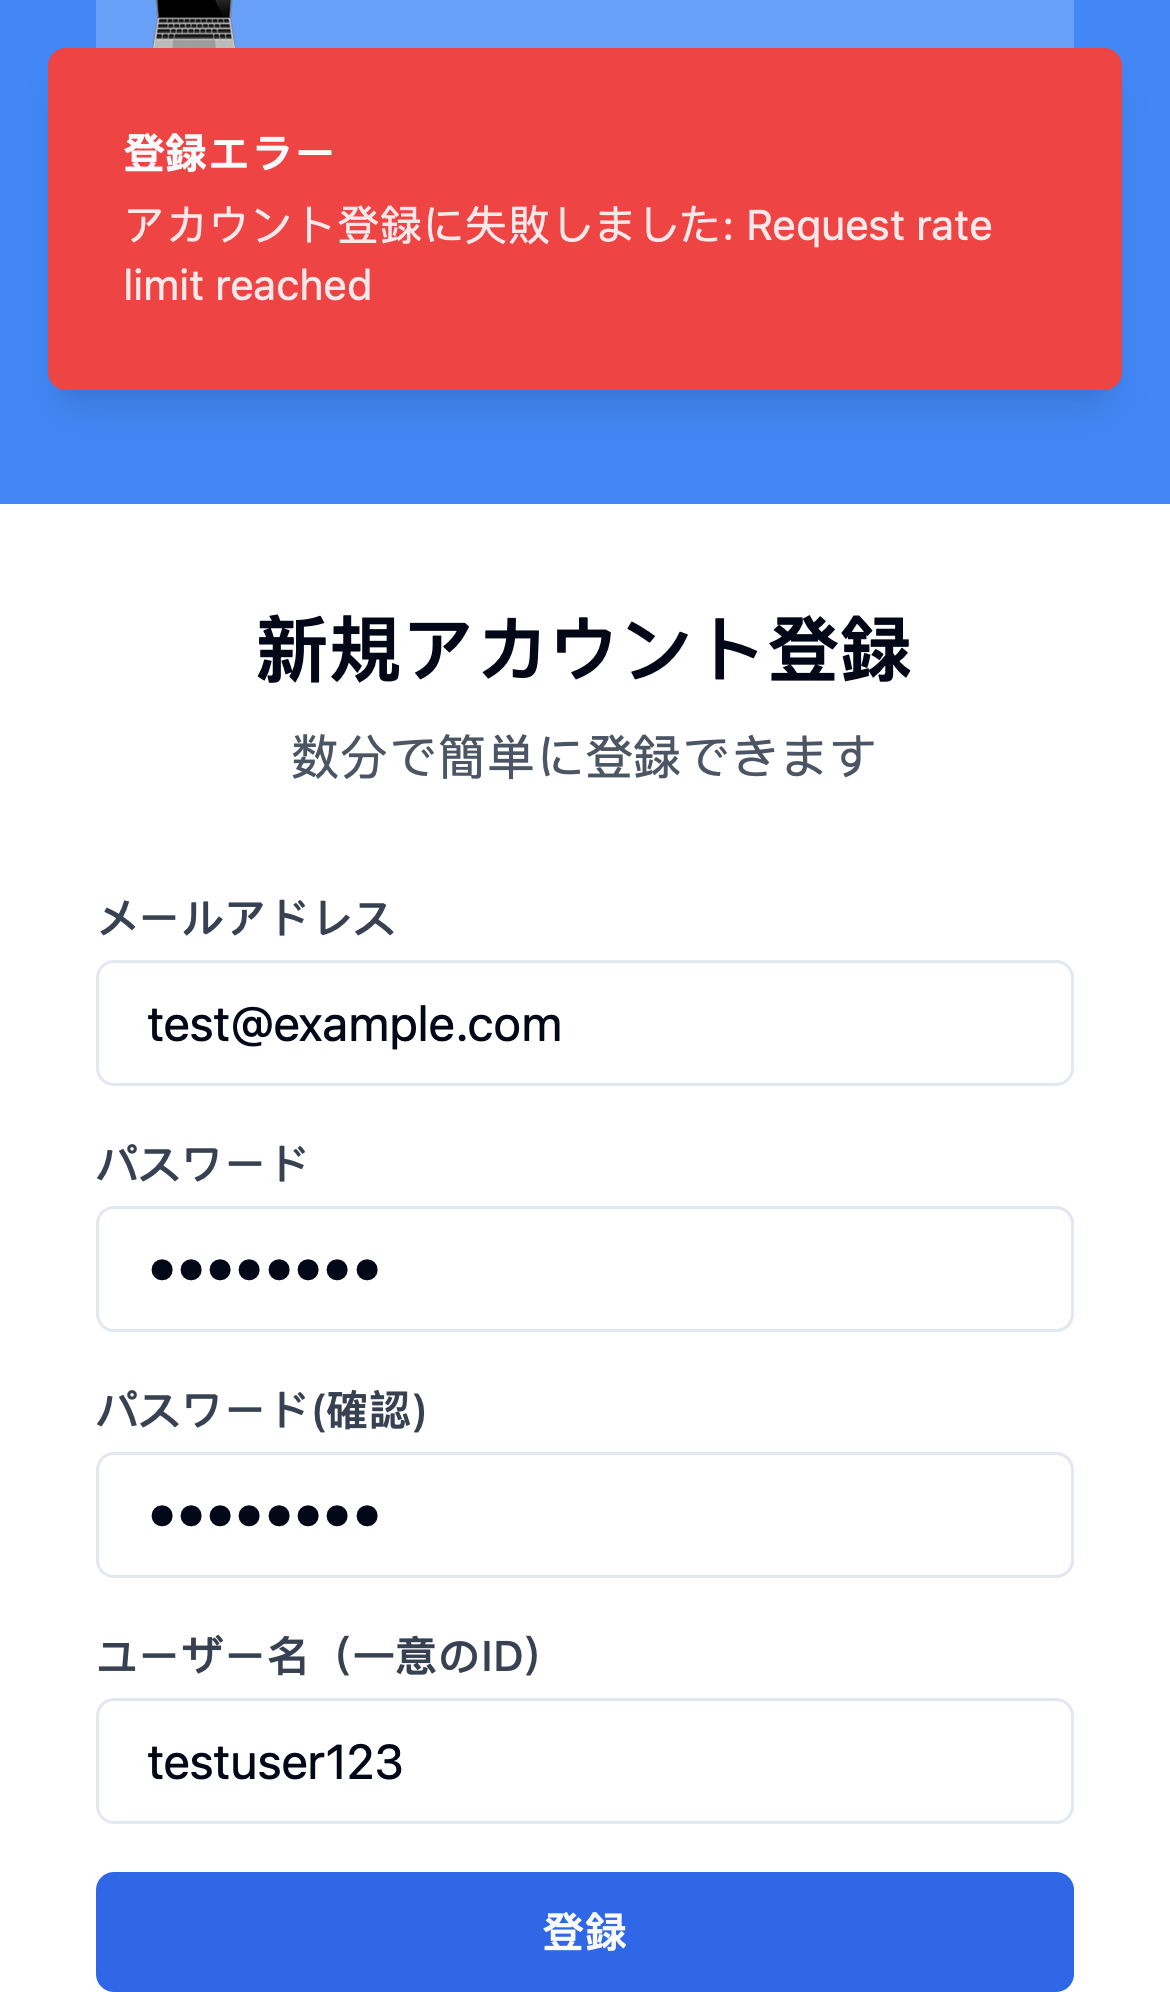 登録エラー
アカウント登録に失敗しました: Request rate
limit reached
新規アカウント登録
数分で簡単に登録できます
メールアドレス
test@example.com
パスワード
••••••••
パスワード(確認)
••••••••
ユーザー名（一意のID）
testuser123
登録